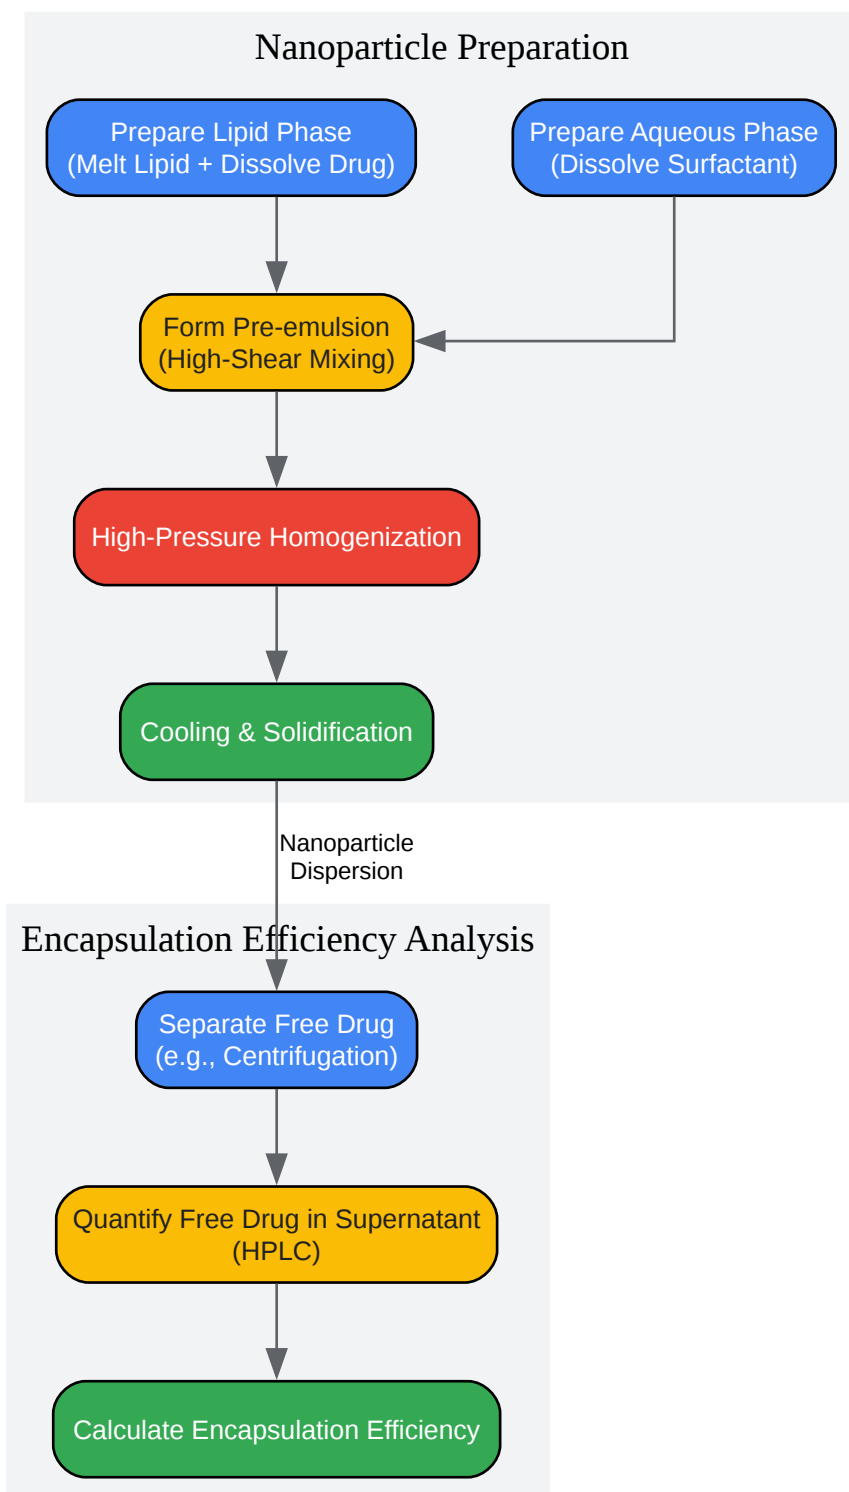 Nanoparticle Preparation
Prepare Lipid Phase
(Melt Lipid + Dissolve Drug)
Prepare Aqueous Phase
(Dissolve Surfactant)
Form Pre-emulsion
(High-Shear Mixing)
High-Pressure Homogenization
Cooling & Solidification
Nanoparticle
Dispersion
Encapsulation Efficiency Analysis
Separate Free Drug
(e.g., Centrifugation)
Quantify Free Drug in Supernatant
(HPLC)
Calculate Encapsulation Efficiency